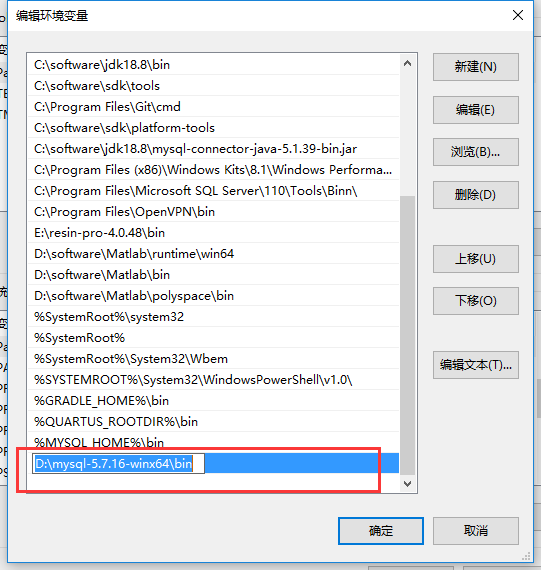 编辑环境变量
C:\software\jdk18.8\bin
C:\software\sdk\tools
C:\Program Files\Git\cmd
C:\software\sdk\platform-tools
C:\software\jdk18.8\mysql-connector-java-5.1.39-bin.jar
C:\Program Files (x86)\Windows Kits\8.1\Windows Performa...
C:\Program Files\Microsoft SQL Server\110\Tools\Binn\
C:\Program Files\OpenVPN\bin
E:\resin-pro-4.0.48\bin
D:\software\Matlab\runtime\win64
D:\software\Matlab\bin
D:\software\Matlab\polyspace\bin
%SystemRoot%\system32
%SystemRoot%
%SystemRoot%\System32\Wbem
%SYSTEMROOT%\System32\WindowsPowerShell\v1.0\
%GRADLE_HOME%\bin
%QUARTUS_ROOTDIR%\bin
%MYSQL_HOME%\bin
D:\mysql-5.7.16-winx64\bin
新建(N)
编辑(E)
浏览(B)...
删除(D)
上移(U)
下移(O)
编辑文本(T)...
确定
取消